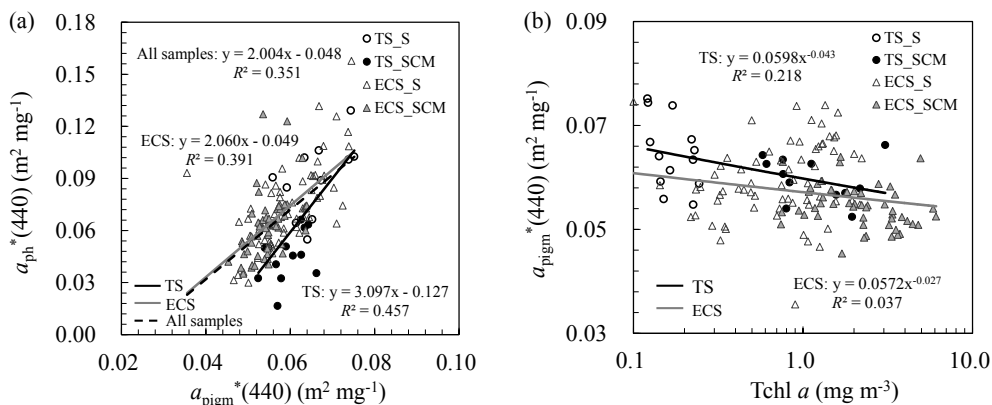 (a)
0.18
0.15
0.12
0.09
0.06
0.03
0.00
a_ph*(440) (m² mg⁻¹)
All samples: y = 2.004x - 0.048
R² = 0.351
ECS: y = 2.060x - 0.049
R² = 0.391
TS: y = 3.097x - 0.127
R² = 0.457
TS_S
TS_SCM
ECS_S
ECS_SCM
TS
ECS
All samples
0.02 0.04 0.06 0.08 0.10
a_pigm*(440) (m² mg⁻¹)
(b)
0.09
0.07
0.05
0.03
a_pigm*(440) (m² mg⁻¹)
TS: y = 0.0598x⁻⁰·⁰⁴³
R² = 0.218
TS_S
TS_SCM
ECS_S
ECS_SCM
ECS: y = 0.0572x⁻⁰·⁰²⁷
R² = 0.037
TS
ECS
0.1 1.0 10.0
Tchl a (mg m⁻³)